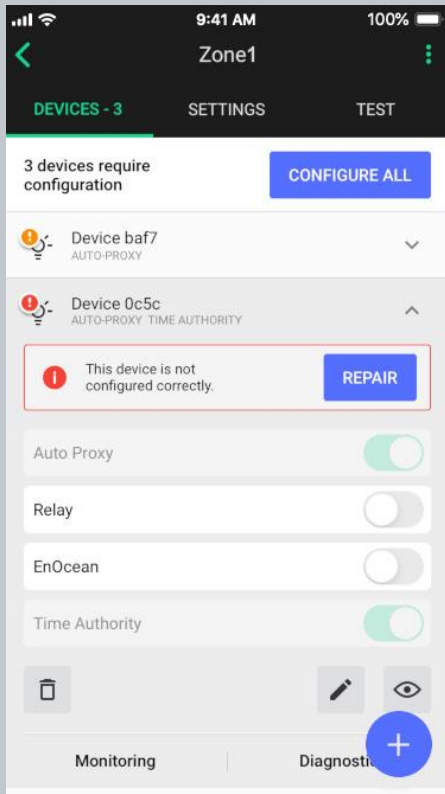 9:41 AM
100%
Zone1
DEVICES - 3
SETTINGS
TEST
3 devices require
configuration
CONFIGURE ALL
Device baf7
AUTO-PROXY
Device 0c5c
AUTO-PROXY TIME AUTHORITY
This device is not
configured correctly.
REPAIR
Auto Proxy
Relay
EnOcean
Time Authority
Monitoring
Diagnosti